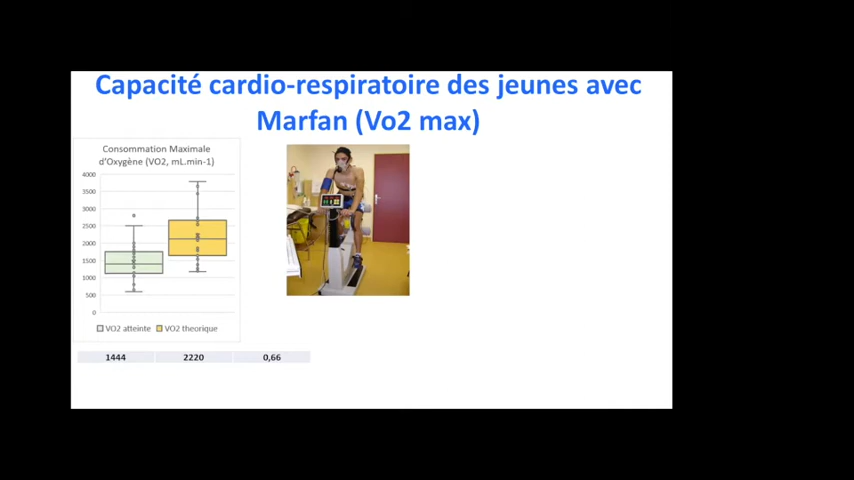 Capacité cardio-respiratoire des jeunes avec
Marfan (Vo2 max)
Consommation Maximale
d'Oxygène (VO2, mL.min-1)
4000
3500
3000
2500
2000
1500
1000
500
0
VO2 atteinte VO2 theorique
1444 2220 0,66